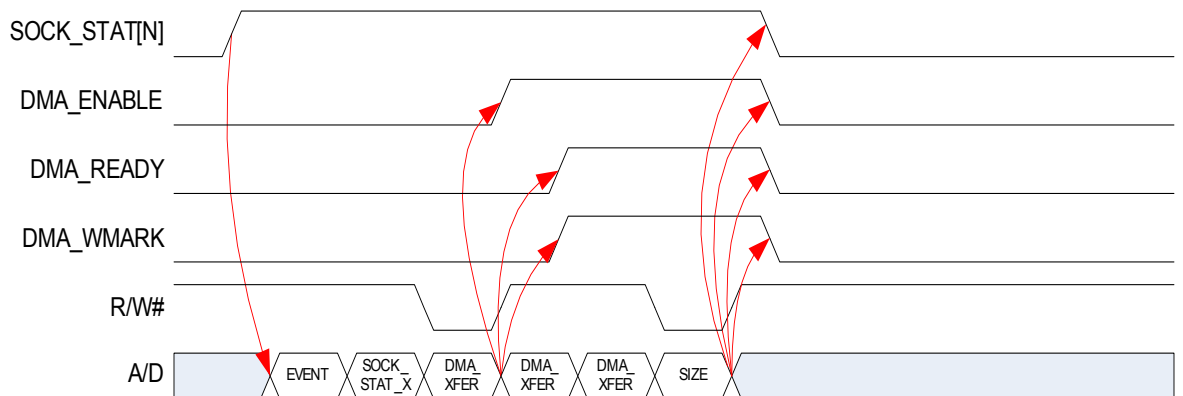 SOCK_STAT[N]
DMA_ENABLE
DMA_READY
DMA_WMARK
R/W#
A/D
EVENT
SOCK_
STAT_X
DMA_
XFER
DMA_
XFER
DMA_
XFER
SIZE